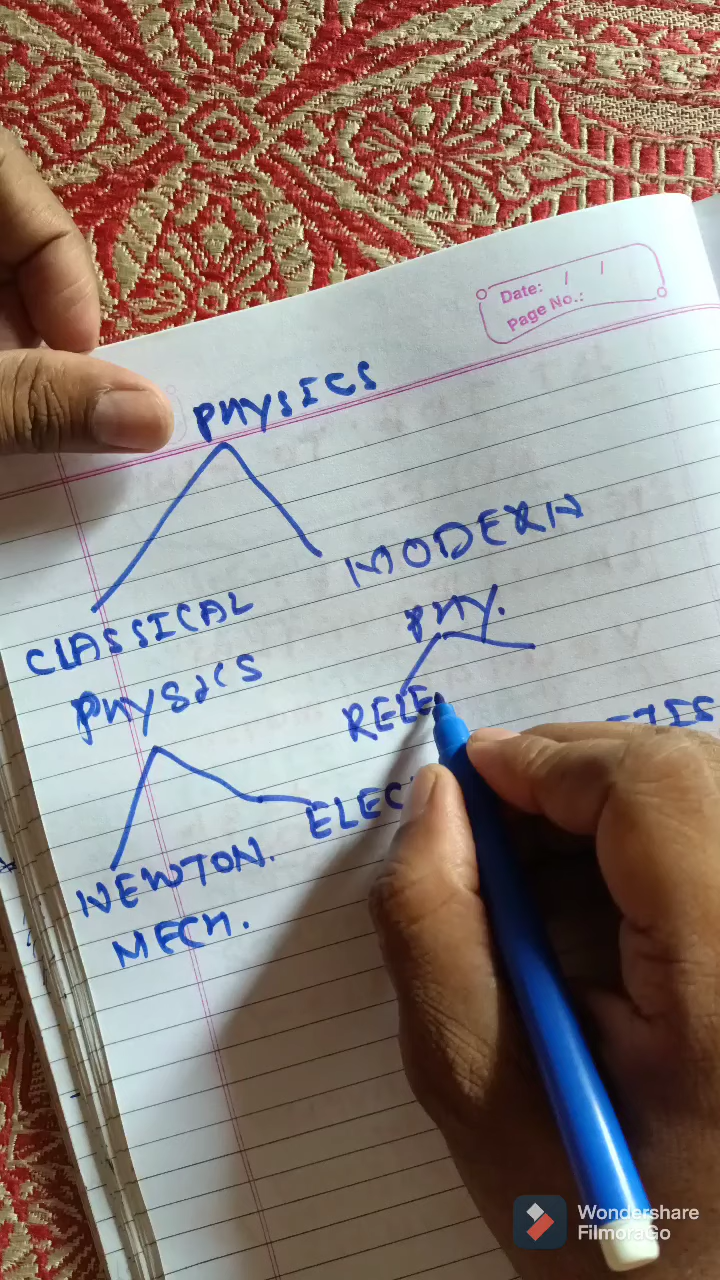 Date: / /
Page No.:
PHYSICS
MODERN
PHY.
CLASSICAL
PHYSICS
RELE
ELEC
NEWTON.
MECH.
Wondershare
FilmoraGo